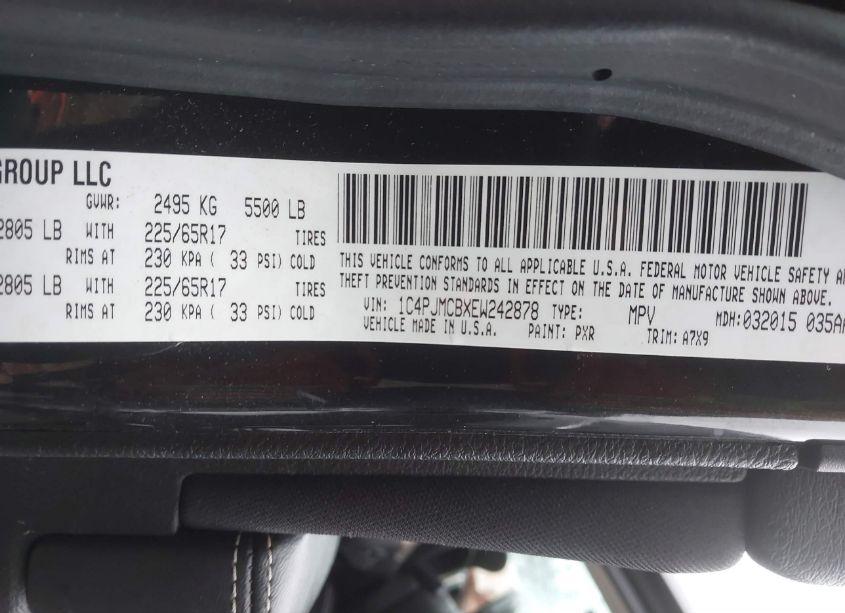 GROUP LLC
GVWR: 2495 KG 5500 LB
2805 LB WITH 225/65R17 TIRES
RIMS AT 230 KPA ( 33 PSI) COLD
2805 LB WITH 225/65R17 TIRES
RIMS AT 230 KPA ( 33 PSI) COLD
THIS VEHICLE CONFORMS TO ALL APPLICABLE U.S.A. FEDERAL MOTOR VEHICLE SAFETY
THEFT PREVENTION STANDARDS IN EFFECT ON THE DATE OF MANUFACTURE SHOWN ABOVE.
VIN: 1C4PJMCBXEW242878 TYPE: MPV MDH:032015 035A
VEHICLE MADE IN U.S.A. PAINT: PXR TRIM: A7X9